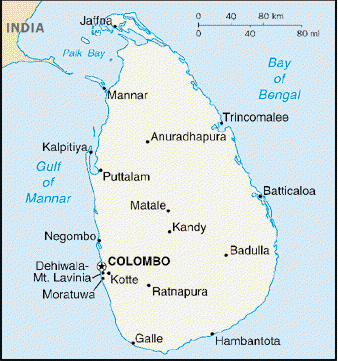 Jaffna
0 40 80 km
0 40 80 mi
INDIA
Palk Bay
Bay
of
Bengal
Mannar
Trincomalee
Anuradhapura
Kalpitiya
Gulf
of
Mannar
Puttalam
Batticaloa
Matale
Kandy
Negombo
Badulla
COLOMBO
Dehiwala-
Mt. Lavinia
Kotte
Moratuwa
Ratnapura
Galle
Hambantota